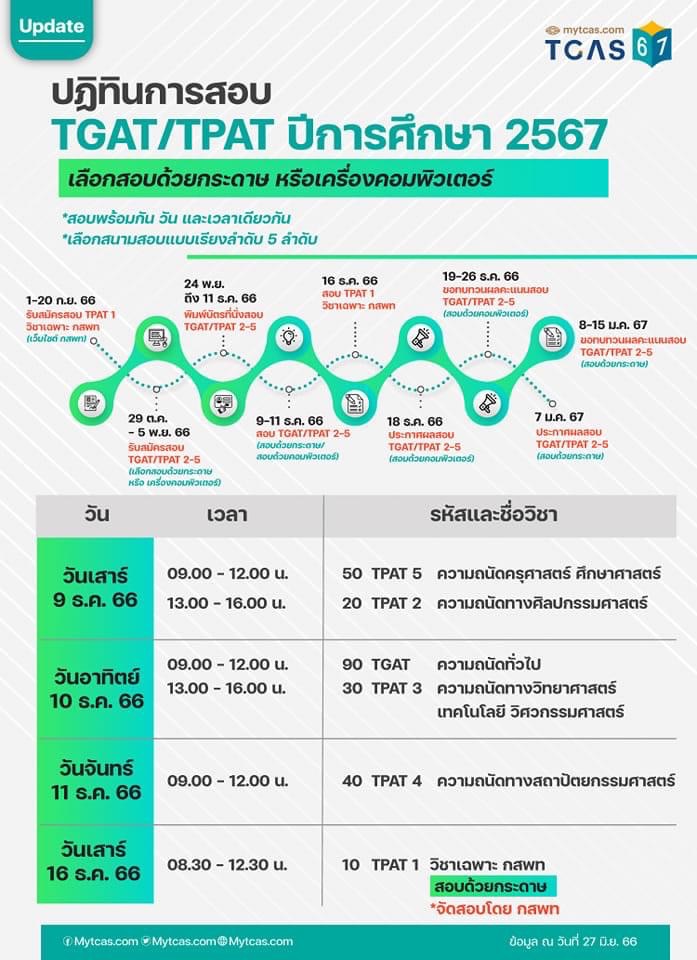 Update
mytcas.com
TCAS 67
ปฏิทินการสอบ
TGAT/TPAT ปีการศึกษา 2567
เลือกสอบด้วยกระดาษ หรือเครื่องคอมพิวเตอร์
*สอบพร้อมกัน วัน และเวลาเดียวกัน
*เลือกสนามสอบแบบเรียงลำดับ 5 ลำดับ
1-20 ก.ย. 66
รับสมัครสอบ TPAT 1
วิชาเฉพาะ กสพท
(เว็บไซต์ กสพท)
29 ต.ค.
- 5 พ.ย. 66
รับสมัครสอบ
TGAT/TPAT 2-5
(เลือกสอบด้วยกระดาษ
หรือ เครื่องคอมพิวเตอร์)
24 พ.ย.
ถึง 11 ธ.ค. 66
พิมพ์บัตรที่นั่งสอบ
TGAT/TPAT 2-5
9-11 ธ.ค. 66
สอบ TGAT/TPAT 2-5
(สอบด้วยกระดาษ/
สอบด้วยคอมพิวเตอร์)
16 ธ.ค. 66
สอบ TPAT 1
วิชาเฉพาะ กสพท
18 ธ.ค. 66
ประกาศผลสอบ
TGAT/TPAT 2-5
(สอบด้วยคอมพิวเตอร์)
19-26 ธ.ค. 66
ขอทบทวนผลคะแนนสอบ
TGAT/TPAT 2-5
(สอบด้วยคอมพิวเตอร์)
7 ม.ค. 67
ประกาศผลสอบ
TGAT/TPAT 2-5
(สอบด้วยกระดาษ)
8-15 ม.ค. 67
ขอทบทวนผลคะแนนสอบ
TGAT/TPAT 2-5
(สอบด้วยกระดาษ)
วัน เวลา รหัสและชื่อวิชา
วันเสาร์
9 ธ.ค. 66
09.00 - 12.00 น. 50 TPAT 5 ความถนัดครุศาสตร์ ศึกษาศาสตร์
13.00 - 16.00 น. 20 TPAT 2 ความถนัดทางศิลปกรรมศาสตร์
วันอาทิตย์
10 ธ.ค. 66
09.00 - 12.00 น. 90 TGAT ความถนัดทั่วไป
13.00 - 16.00 น. 30 TPAT 3 ความถนัดทางวิทยาศาสตร์
เทคโนโลยี วิศวกรรมศาสตร์
วันจันทร์
11 ธ.ค. 66
09.00 - 12.00 น. 40 TPAT 4 ความถนัดทางสถาปัตยกรรมศาสตร์
วันเสาร์
16 ธ.ค. 66
08.30 - 12.30 น. 10 TPAT 1 วิชาเฉพาะ กสพท
สอบด้วยกระดาษ
*จัดสอบโดย กสพท
Mytcas.com Mytcas.com Mytcas.com
ข้อมูล ณ วันที่ 27 มิ.ย. 66